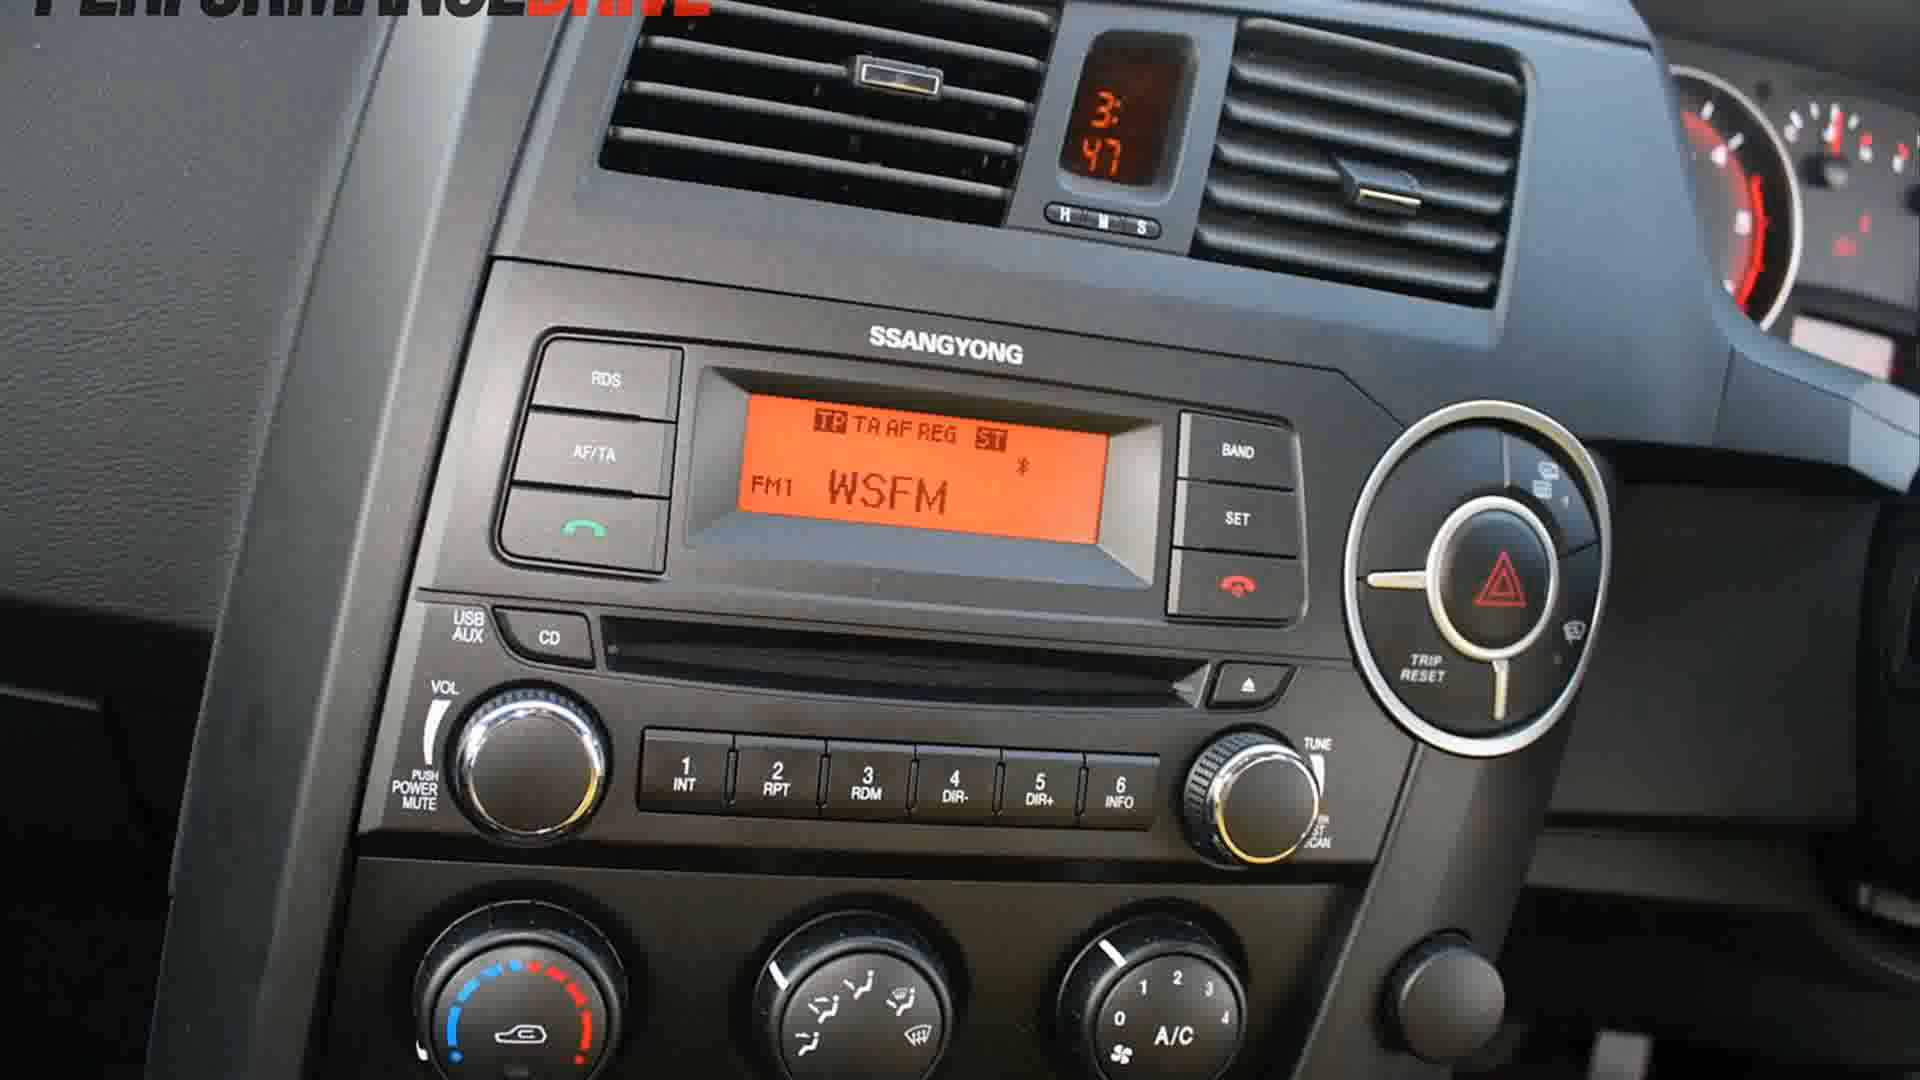 PERFORMANCEDRIVE
3:
47
H M S
SSANGYONG
RDS
TP TA AF REG ST
BAND
AF/TA
FM1 WSFM
SET
USB
AUX
CD
TRIP
RESET
VOL
TUNE
1 INT
2 RPT
3 RDM
4 DIR-
5 DIR+
6 INFO
PUSH
POWER
MUTE
0 1 2 3 4
A/C